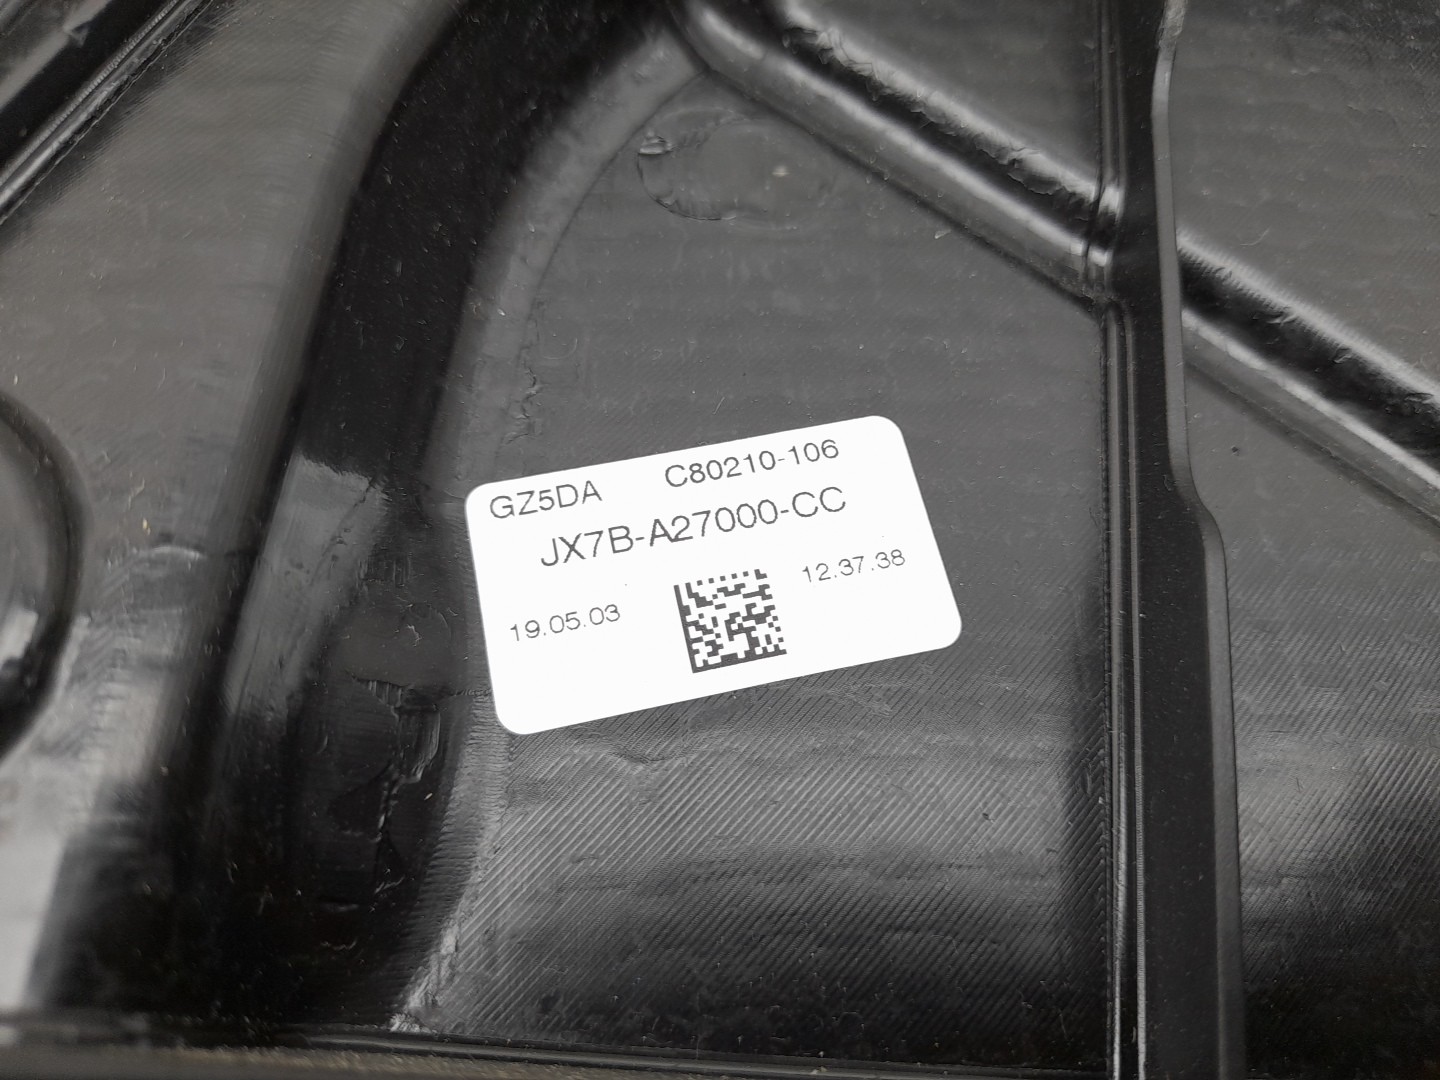 GZ5DA C80210-106
JX7B-A27000-CC
19.05.03 12.37.38